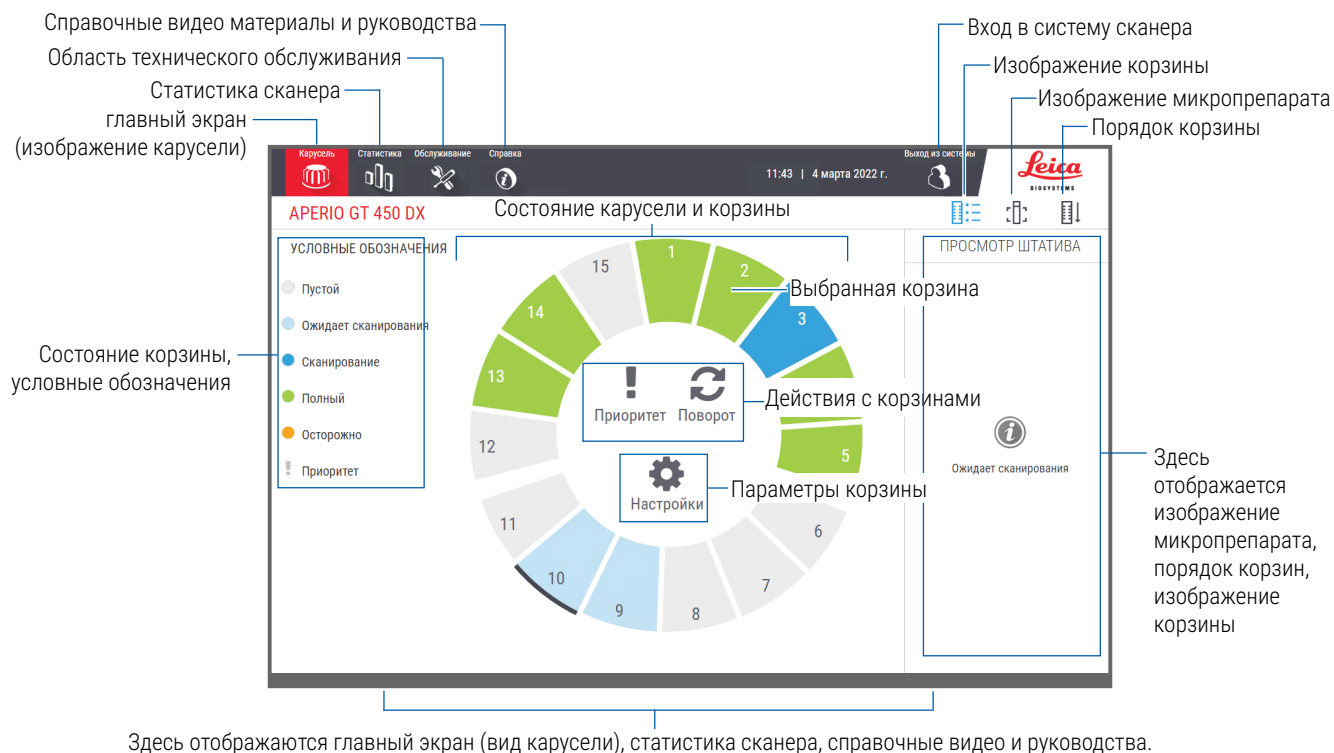 Справочные видео материалы и руководства
Вход в систему сканера
Область технического обслуживания
Изображение корзины
Статистика сканера
Изображение микропрепарата
главный экран
(изображение карусели)
Порядок корзины
Карусель
Статистика
Обслуживание
Справка
11:43 | 4 марта 2022 г.
Выход из системы
Leica
BIOSYSTEMS
APERIO GT 450 DX
Состояние карусели и корзины
УСЛОВНЫЕ ОБОЗНАЧЕНИЯ
ПРОСМОТР ШТАТИВА
Пустой
Ожидает сканирования
Сканирование
Полный
Осторожно
Приоритет
Состояние корзины,
условные обозначения
15
1
2
Выбранная корзина
14
3
13
Приоритет
Поворот
Действия с корзинами
12
5
Настройки
Параметры корзины
11
6
10
7
9
8
Ожидает сканирования
Здесь
отображается
изображение
микропрепарата,
порядок корзин,
изображение
корзины
Здесь отображаются главный экран (вид карусели), статистика сканера, справочные видео и руководства.